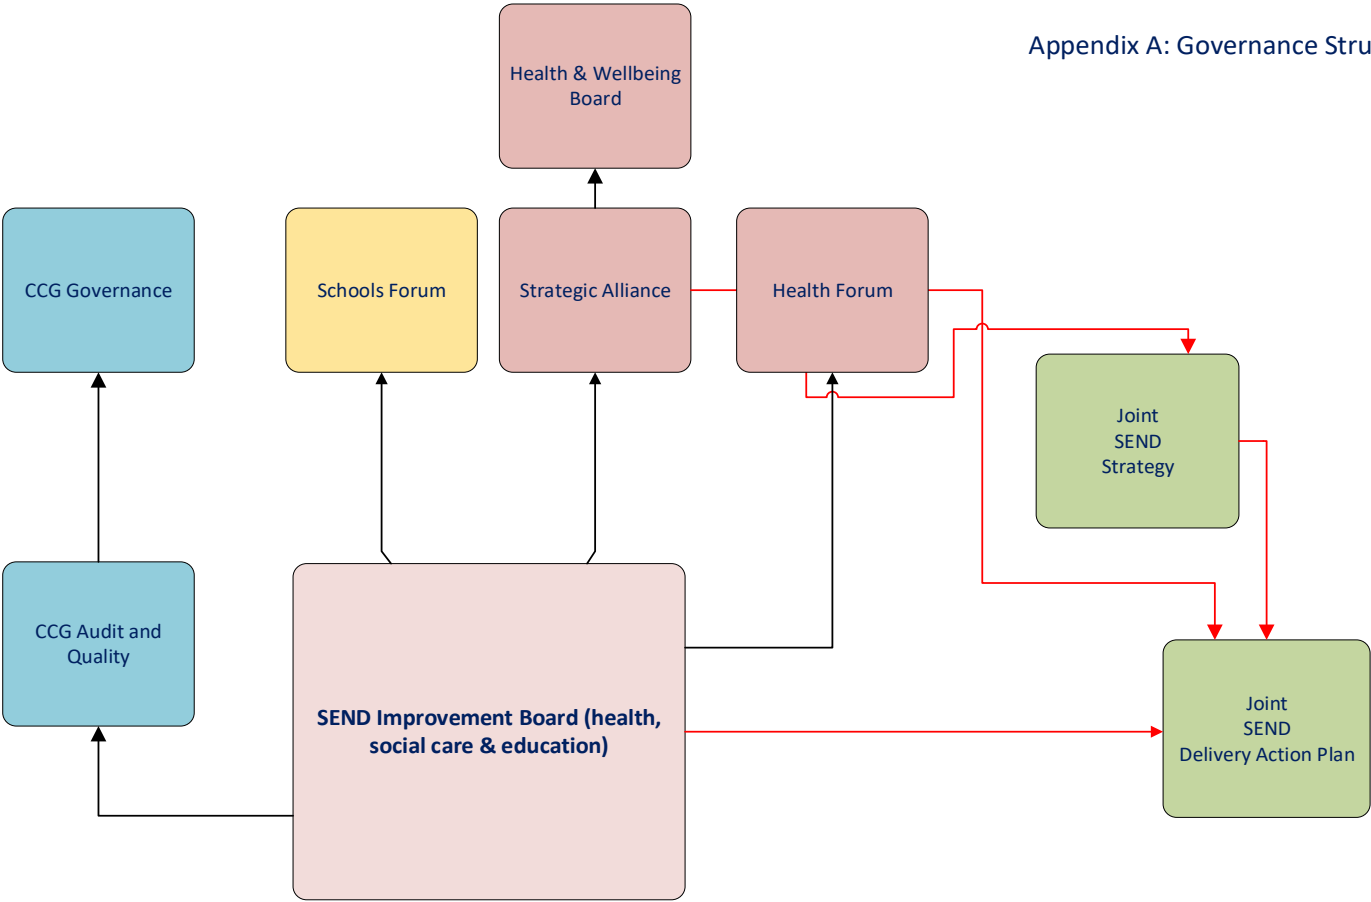 Appendix A: Governance Stru
Health & Wellbeing
Board
CCG Governance
Schools Forum
Strategic Alliance
Health Forum
Joint
SEND
Strategy
CCG Audit and
Quality
SEND Improvement Board (health,
social care & education)
Joint
SEND
Delivery Action Plan